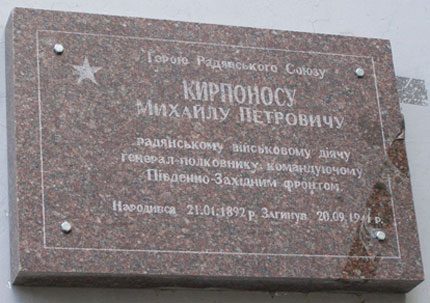 Герою Радянського Союзу
КИРПОНОСУ
МИХАЙЛУ ПЕТРОВИЧУ
радянському військовому діячу
генерал-полковнику, командуючому
Південно-Західним фронтом
Народився 21.01.1892 р. Загинув 20.09.1941 р.